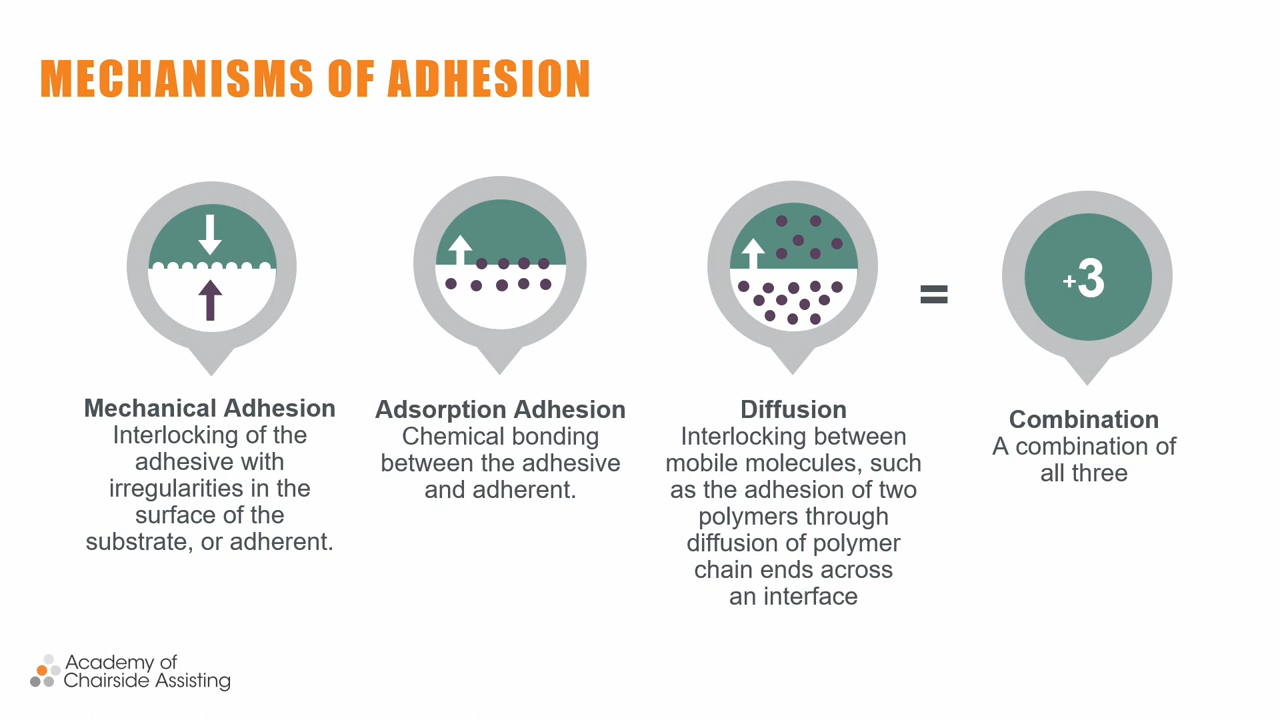 MECHANISMS OF ADHESION
Mechanical Adhesion
Interlocking of the
adhesive with
irregularities in the
surface of the
substrate, or adherent.
Adsorption Adhesion
Chemical bonding
between the adhesive
and adherent.
Diffusion
Interlocking between
mobile molecules, such
as the adhesion of two
polymers through
diffusion of polymer
chain ends across
an interface
=
+3
Combination
A combination of
all three
Academy of
Chairside Assisting